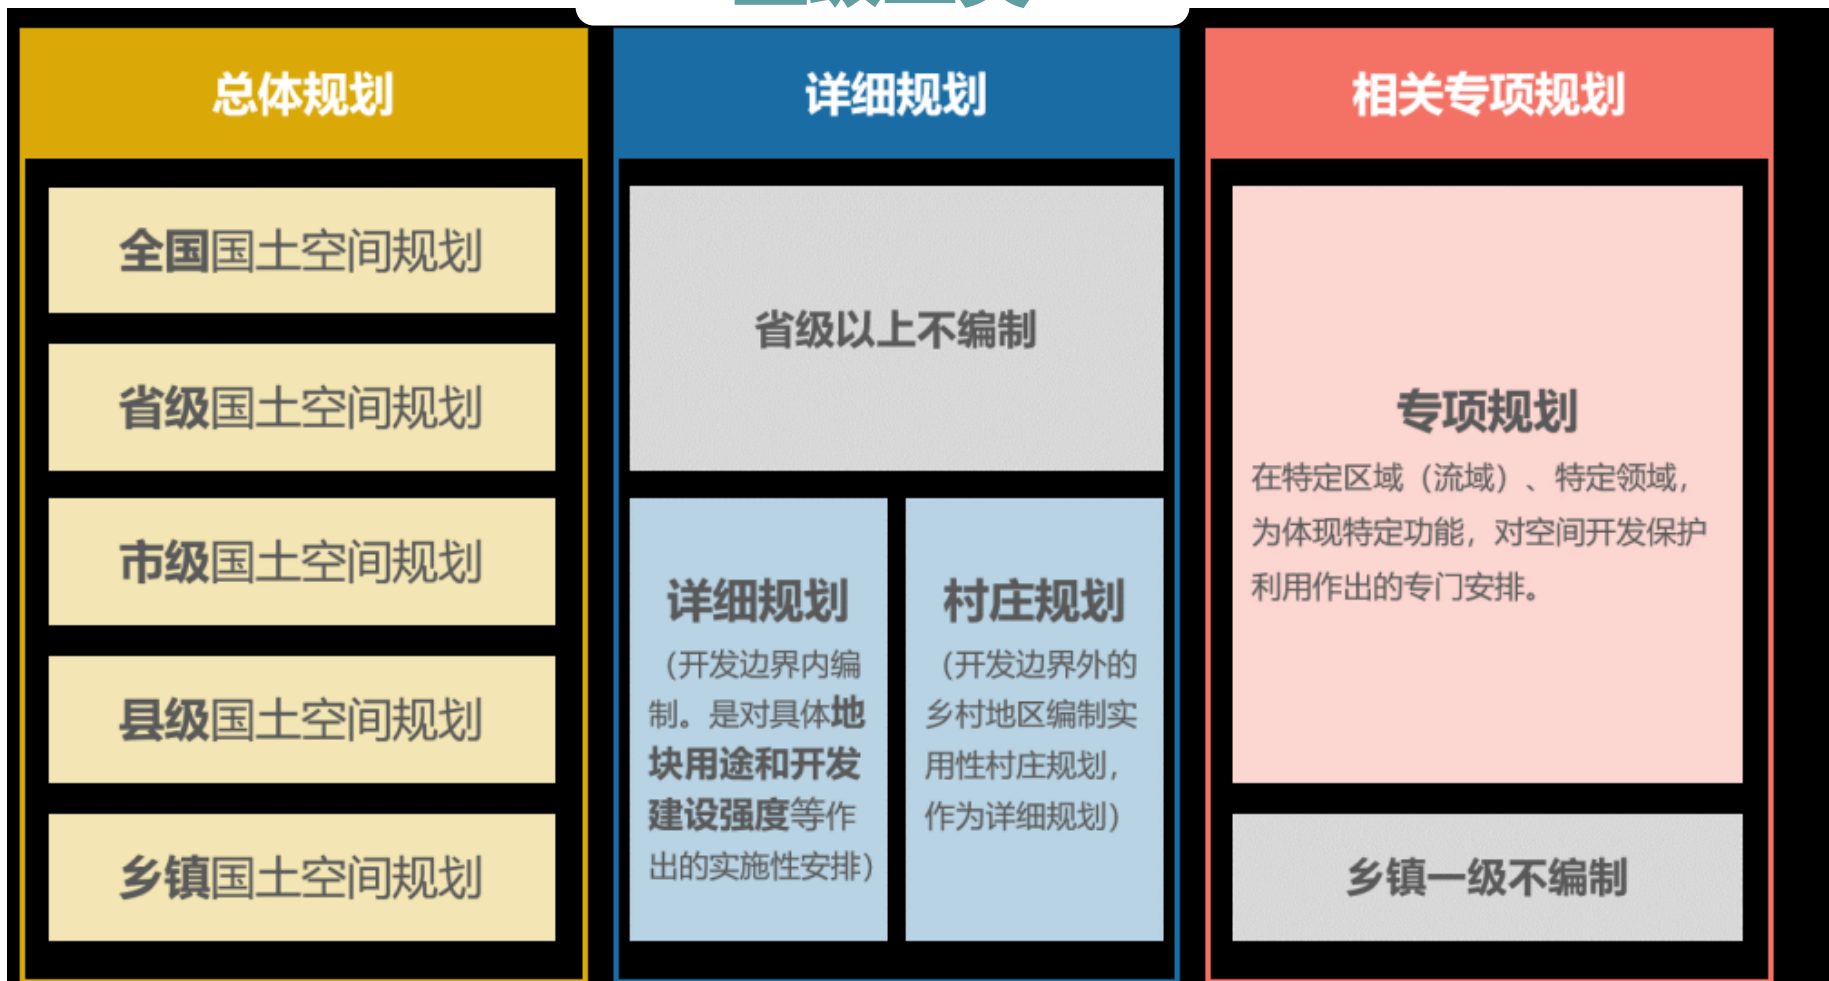 总体规划
全国国土空间规划
省级国土空间规划
市级国土空间规划
县级国土空间规划
乡镇国土空间规划
详细规划
省级以上不编制
详细规划
（开发边界内编
制。是对具体地
块用途和开发
建设强度等作
出的实施性安排）
村庄规划
（开发边界外的
乡村地区编制实
用性村庄规划，
作为详细规划）
相关专项规划
专项规划
在特定区域（流域）、特定领域，
为体现特定功能，对空间开发保护
利用作出的专门安排。
乡镇一级不编制